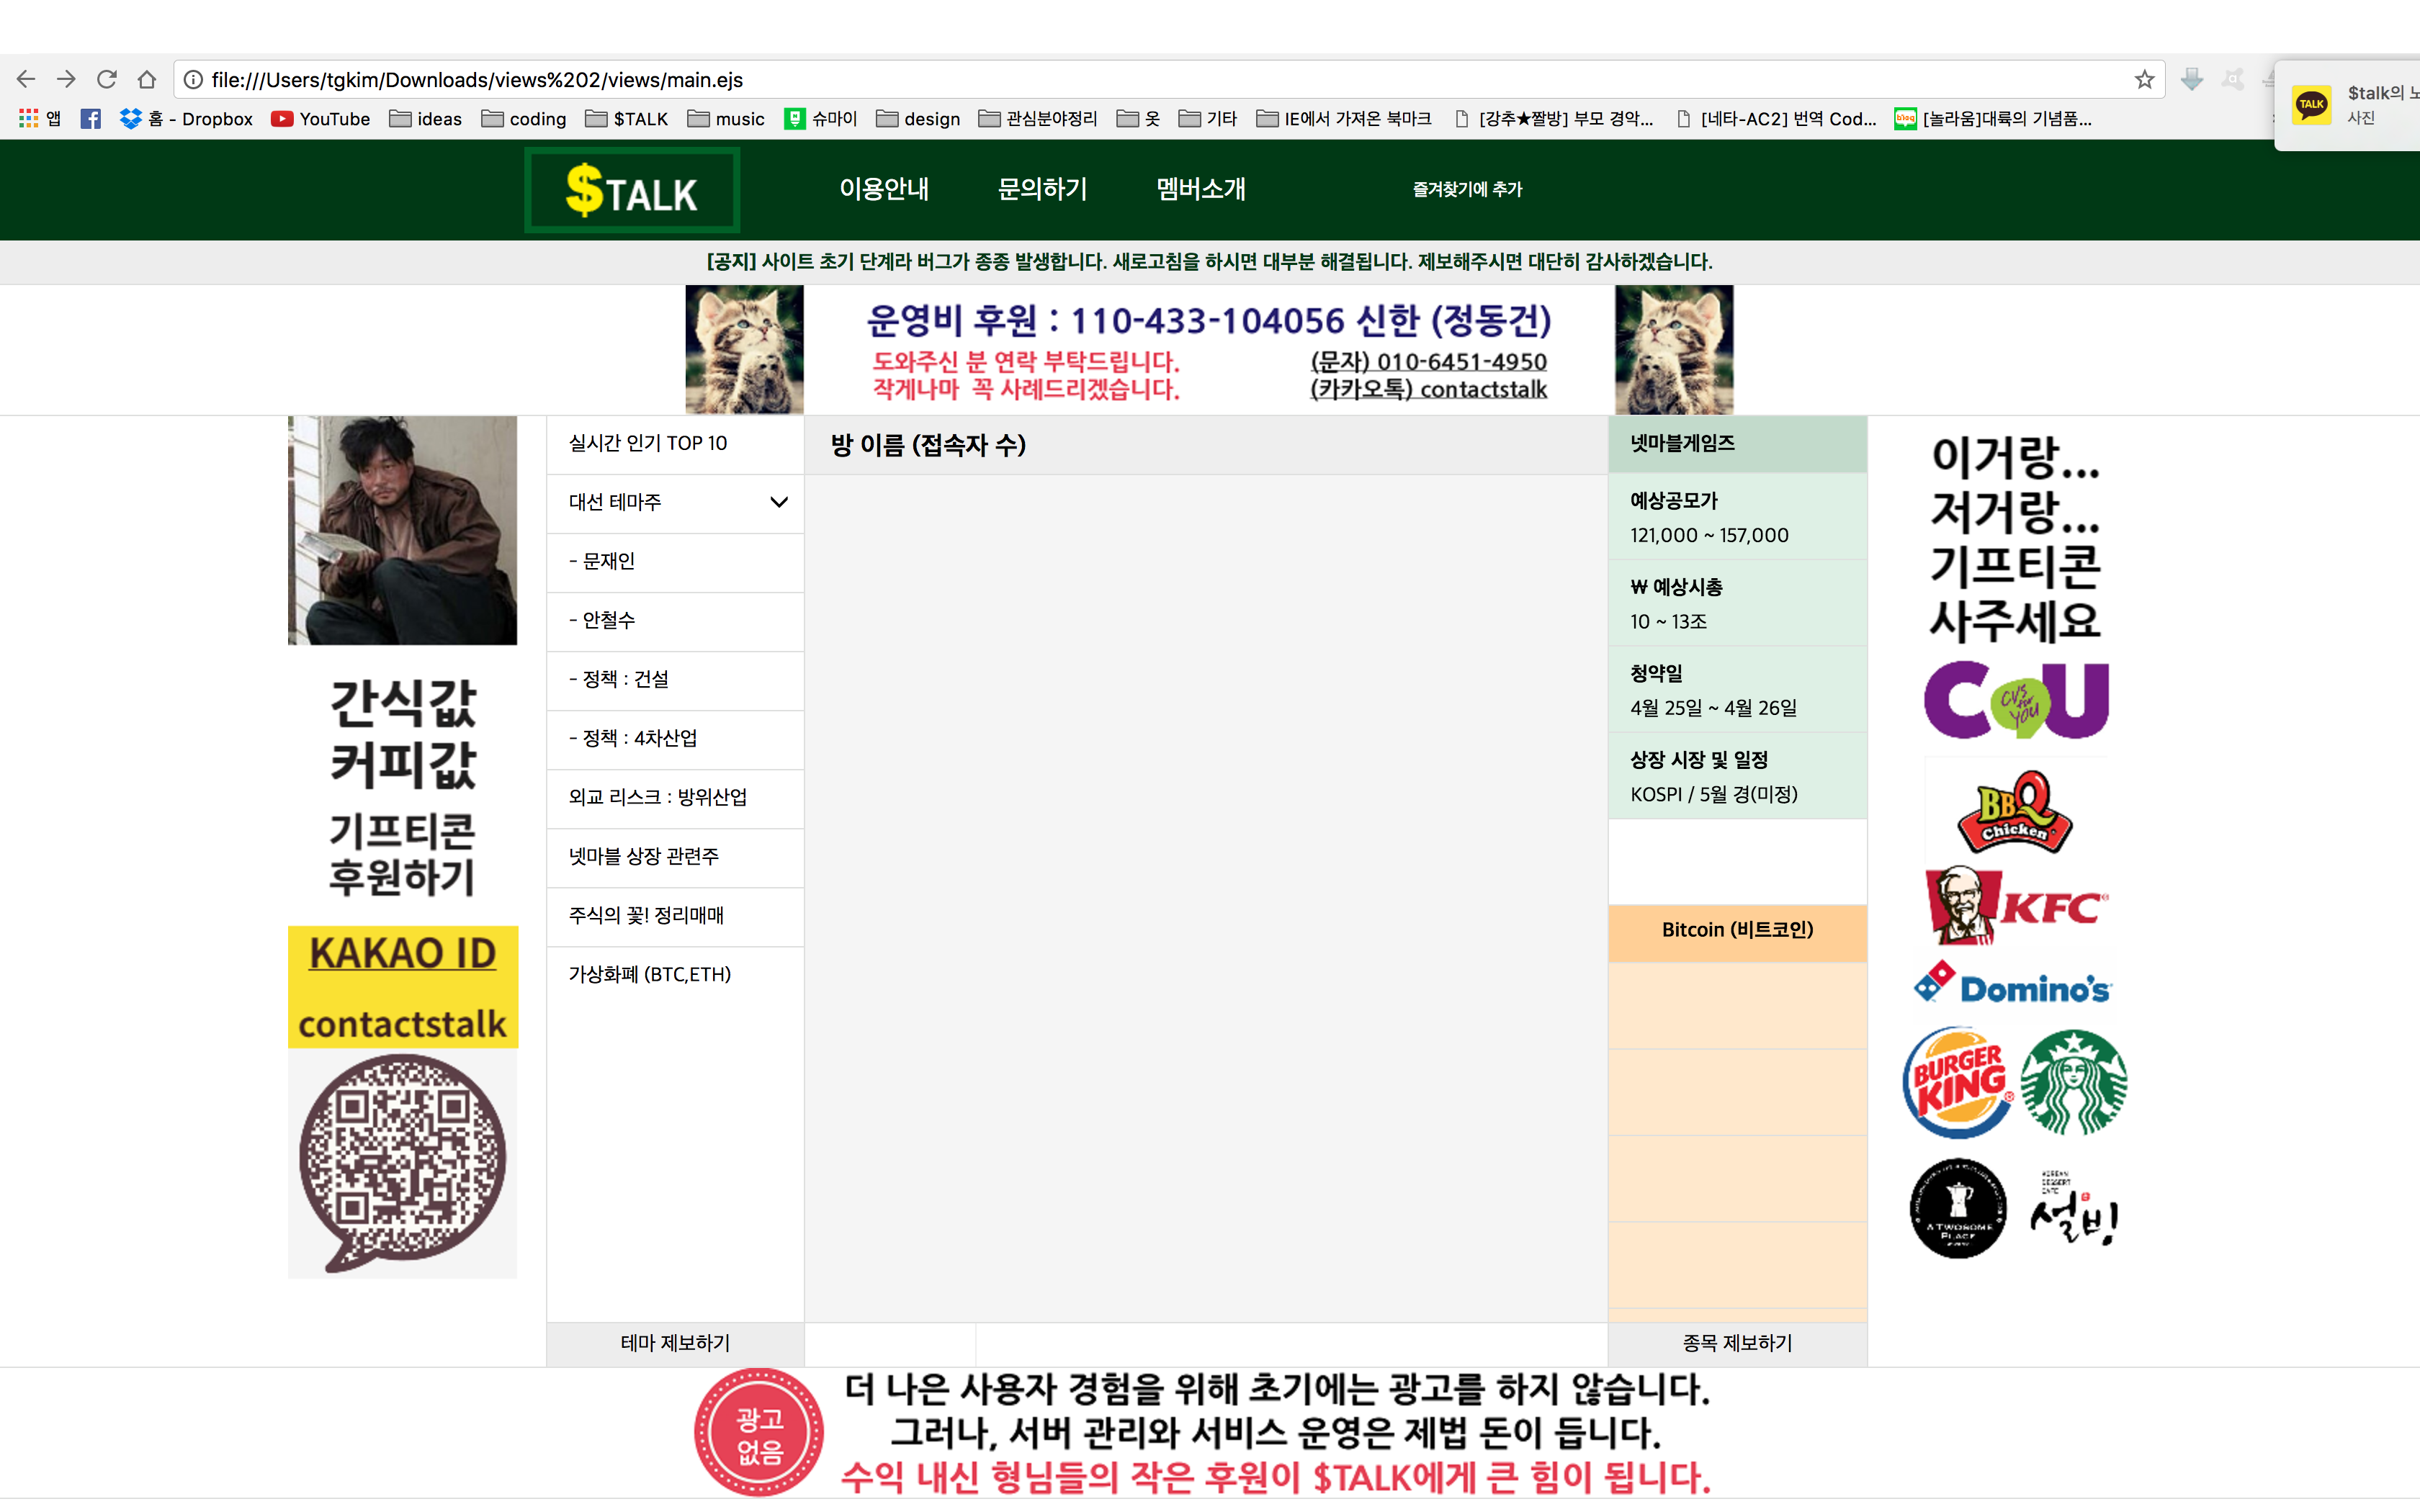 file:///Users/tgkim/Downloads/views%202/views/main.ejs
앱
홈 - Dropbox
YouTube
ideas
coding
$TALK
music
슈마이
design
관심분야정리
옷
기타
IE에서 가져온 북마크
[강추★짤방] 부모 경악...
[네타-AC2] 번역 Cod...
blog
[놀라움]대륙의 기념품...
TALK
$talk의
사진
$TALK
이용안내
문의하기
멤버소개
즐겨찾기에 추가
[공지] 사이트 초기 단계라 버그가 종종 발생합니다. 새로고침을 하시면 대부분 해결됩니다. 제보해주시면 대단히 감사하겠습니다.
운영비 후원 : 110-433-104056 신한 (정동건)
도와주신 분 연락 부탁드립니다.
작게나마 꼭 사례드리겠습니다.
(문자) 010-6451-4950
(카카오톡) contactstalk
간식값
커피값
기프티콘
후원하기
KAKAO ID
contactstalk
실시간 인기 TOP 10
대선 테마주
- 문재인
- 안철수
- 정책 : 건설
- 정책 : 4차산업
외교 리스크 : 방위산업
넷마블 상장 관련주
주식의 꽃! 정리매매
가상화폐 (BTC,ETH)
테마 제보하기
방 이름 (접속자 수)
넷마블게임즈
예상공모가
121,000 ~ 157,000
₩ 예상시총
10 ~ 13조
청약일
4월 25일 ~ 4월 26일
상장 시장 및 일정
KOSPI / 5월 경(미정)
Bitcoin (비트코인)
종목 제보하기
이거랑...
저거랑...
기프티콘
사주세요
CU
CVS for YOU
BBQ
Chicken
KFC
Domino's
BURGER
KING
A TWOSOME
PLACE
KOREAN
DESSERT
CAFE
설빙
광고
없음
더 나은 사용자 경험을 위해 초기에는 광고를 하지 않습니다.
그러나, 서버 관리와 서비스 운영은 제법 돈이 듭니다.
수익 내신 형님들의 작은 후원이 $TALK에게 큰 힘이 됩니다.